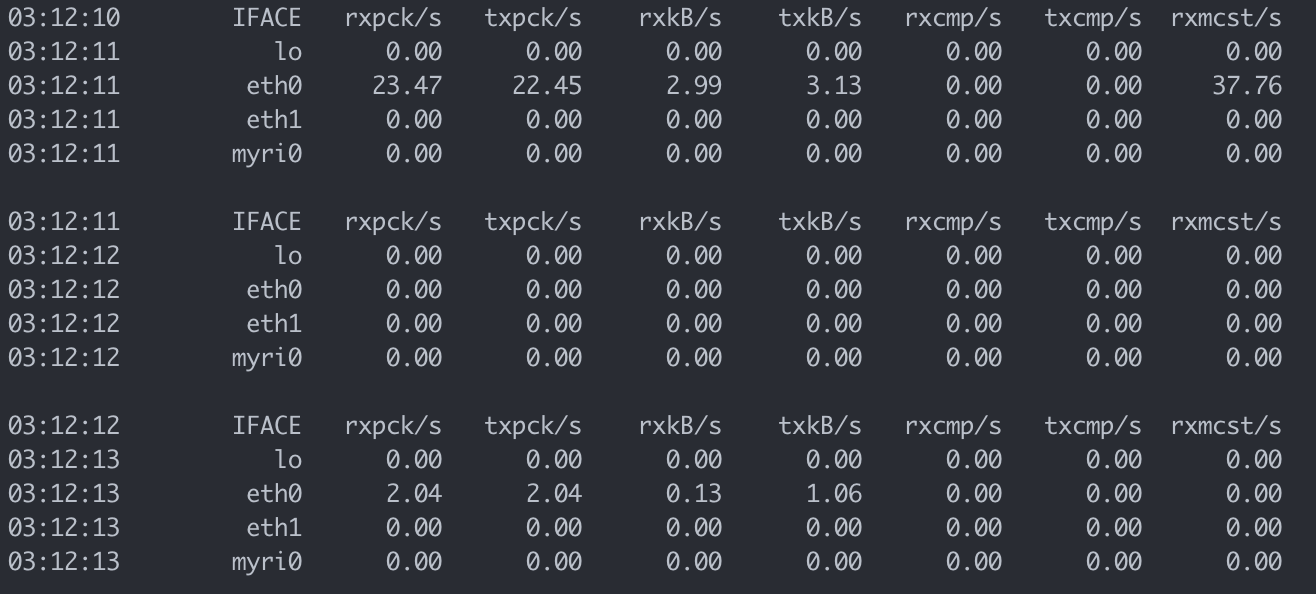 03:12:10        IFACE   rxpck/s   txpck/s    rxkB/s    txkB/s   rxcmp/s   txcmp/s  rxmcst/s
03:12:11           lo      0.00      0.00      0.00      0.00      0.00      0.00      0.00
03:12:11         eth0     23.47     22.45      2.99      3.13      0.00      0.00     37.76
03:12:11         eth1      0.00      0.00      0.00      0.00      0.00      0.00      0.00
03:12:11        myri0      0.00      0.00      0.00      0.00      0.00      0.00      0.00

03:12:11        IFACE   rxpck/s   txpck/s    rxkB/s    txkB/s   rxcmp/s   txcmp/s  rxmcst/s
03:12:12           lo      0.00      0.00      0.00      0.00      0.00      0.00      0.00
03:12:12         eth0      0.00      0.00      0.00      0.00      0.00      0.00      0.00
03:12:12         eth1      0.00      0.00      0.00      0.00      0.00      0.00      0.00
03:12:12        myri0      0.00      0.00      0.00      0.00      0.00      0.00      0.00

03:12:12        IFACE   rxpck/s   txpck/s    rxkB/s    txkB/s   rxcmp/s   txcmp/s  rxmcst/s
03:12:13           lo      0.00      0.00      0.00      0.00      0.00      0.00      0.00
03:12:13         eth0      2.04      2.04      0.13      1.06      0.00      0.00      0.00
03:12:13         eth1      0.00      0.00      0.00      0.00      0.00      0.00      0.00
03:12:13        myri0      0.00      0.00      0.00      0.00      0.00      0.00      0.00